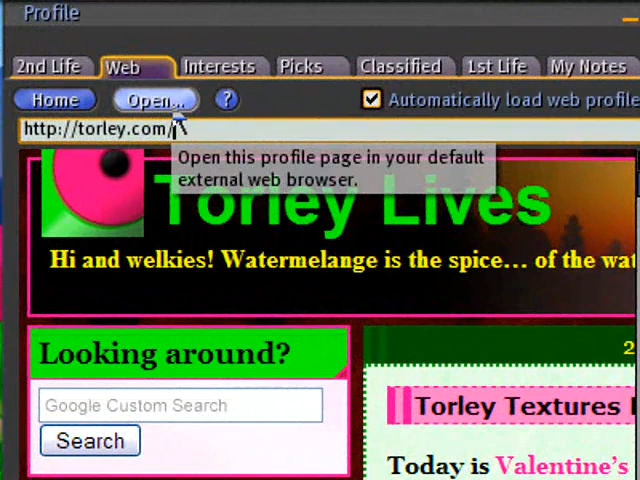 Profile
2nd Life Web Interests Picks Classified 1st Life My Notes
Home Open... ? Automatically load web profile
http://torley.com/
Open this profile page in your default
external web browser.
Torley Lives
Hi and welkies! Watermelange is the spice... of the wat
Looking around? 2
Google Custom Search
Torley Textures
Search
Today is Valentine's